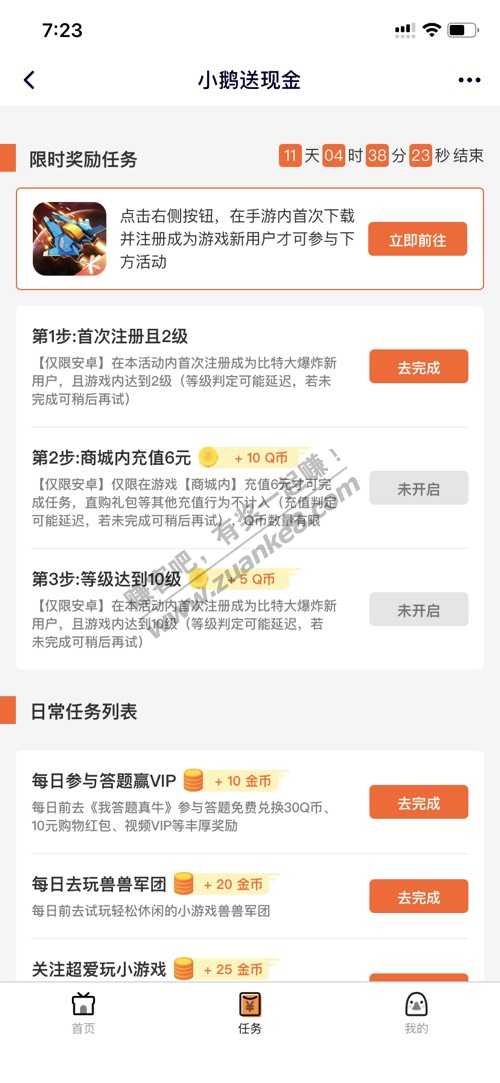 7:23
小鹅送现金
限时奖励任务
11天04时38分23秒结束
点击右侧按钮，在手游内首次下载
并注册成为游戏新用户才可参与下
方活动
立即前往
第1步:首次注册且2级
【仅限安卓】在本活动内首次注册成为比特大爆炸新
用户，且游戏内达到2级（等级判定可能延迟，若未
完成可稍后再试）
去完成
第2步:商城内充值6元 + 10 Q币
【仅限安卓】仅限在游戏【商城内】充值6元才可完
成任务，直购礼包等其他充值行为不计入（充值判定
可能延迟，若未完成可稍后再试），Q币数量有限
未开启
第3步:等级达到10级 + 5 Q币
【仅限安卓】在本活动内首次注册成为比特大爆炸新
用户，且游戏内达到10级（等级判定可能延迟，若
未完成可稍后再试）
未开启
赚客吧，有奖一起赚！
www.zuanke8.com
日常任务列表
每日参与答题赢VIP + 10 金币
每日前去《我答题真牛》参与答题免费兑换30Q币、
10元购物红包、视频VIP等丰厚奖励
去完成
每日去玩兽兽军团 + 20 金币
每日前去试玩轻松休闲的小游戏兽兽军团
去完成
关注超爱玩小游戏 + 25 金币
首页
任务
我的